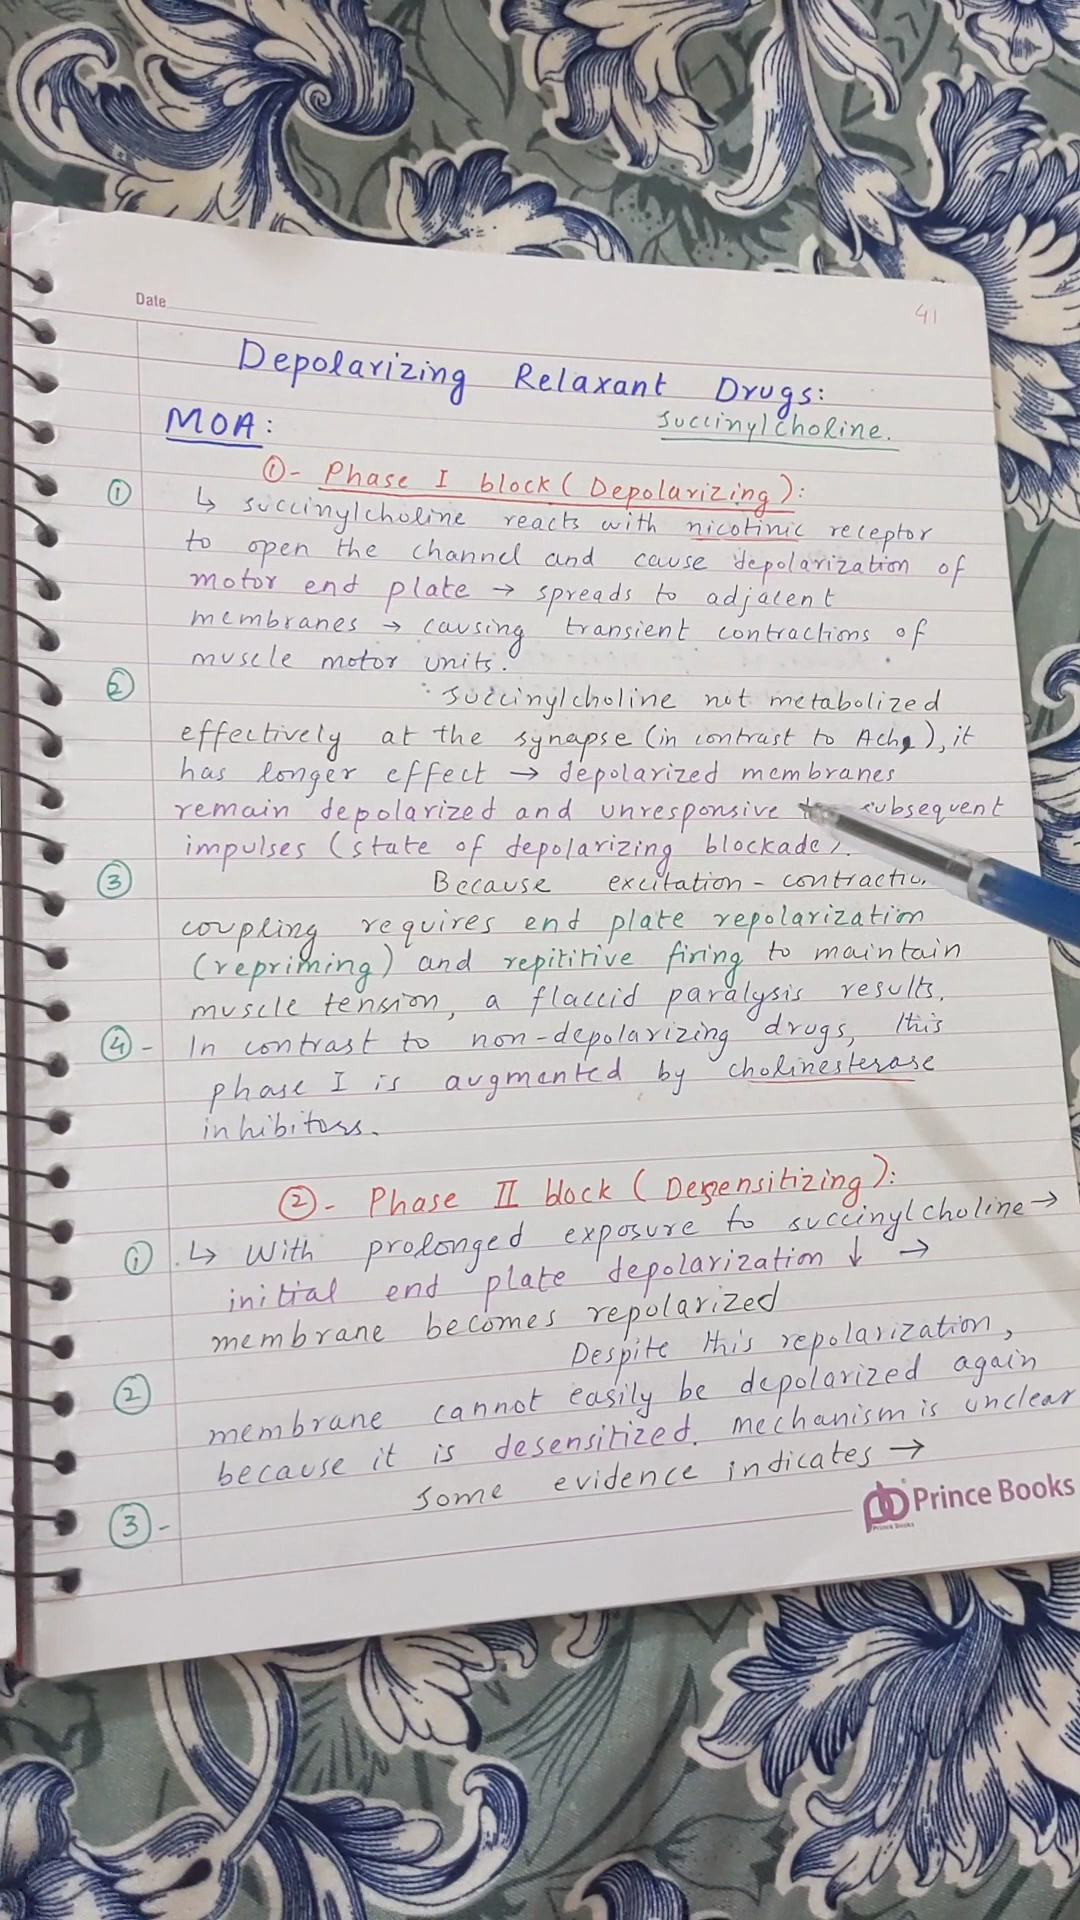 Date
41
Depolarizing Relaxant Drugs:
MOA:
Succinylcholine.
①- Phase I block (Depolarizing):
① ↳ succinylcholine reacts with nicotinic receptor
to open the channel and cause depolarization of
motor end plate → spreads to adjacent
membranes → causing transient contractions of
muscle motor units.
② Succinylcholine not metabolized
effectively at the synapse (in contrast to Ach), it
has longer effect → depolarized membranes
remain depolarized and unresponsive subsequent
impulses (state of depolarizing blockade).
③ Because excitation - contraction
coupling requires end plate repolarization
(repriming) and repititive firing to maintain
muscle tension, a flaccid paralysis results.
④- In contrast to non-depolarizing drugs, this
phase I is augmented by cholinesterase
inhibitors.
②- Phase II block (Desensitizing):
① ↳ With prolonged exposure to succinylcholine →
initial end plate depolarization ↓ →
membrane becomes repolarized
② Despite this repolarization,
membrane cannot easily be depolarized again
because it is desensitized. mechanism is unclear
③- Some evidence indicates →
Prince Books
Prince Books